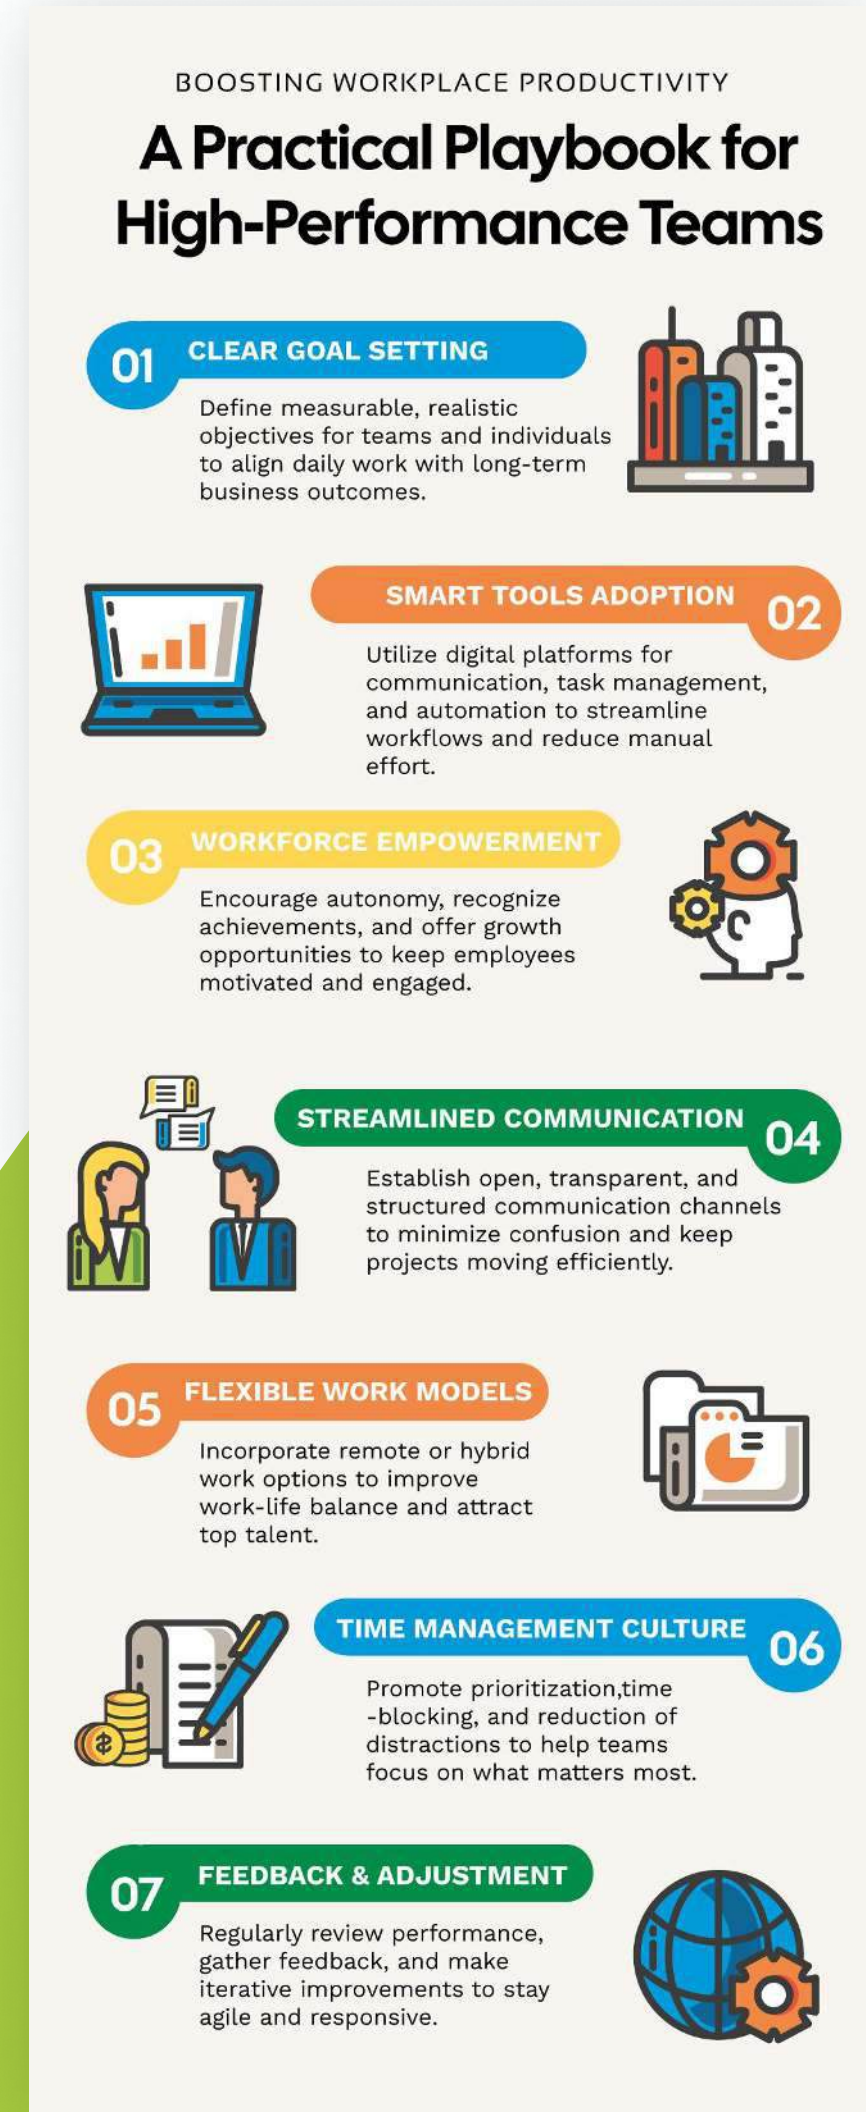 BOOSTING WORKPLACE PRODUCTIVITY
A Practical Playbook for
High-Performance Teams
01 CLEAR GOAL SETTING
Define measurable, realistic
objectives for teams and individuals
to align daily work with long-term
business outcomes.
SMART TOOLS ADOPTION 02
Utilize digital platforms for
communication, task management,
and automation to streamline
workflows and reduce manual
effort.
03 WORKFORCE EMPOWERMENT
Encourage autonomy, recognize
achievements, and offer growth
opportunities to keep employees
motivated and engaged.
STREAMLINED COMMUNICATION 04
Establish open, transparent, and
structured communication channels
to minimize confusion and keep
projects moving efficiently.
05 FLEXIBLE WORK MODELS
Incorporate remote or hybrid
work options to improve
work-life balance and attract
top talent.
TIME MANAGEMENT CULTURE 06
Promote prioritization,time
-blocking, and reduction of
distractions to help teams
focus on what matters most.
07 FEEDBACK & ADJUSTMENT
Regularly review performance,
gather feedback, and make
iterative improvements to stay
agile and responsive.